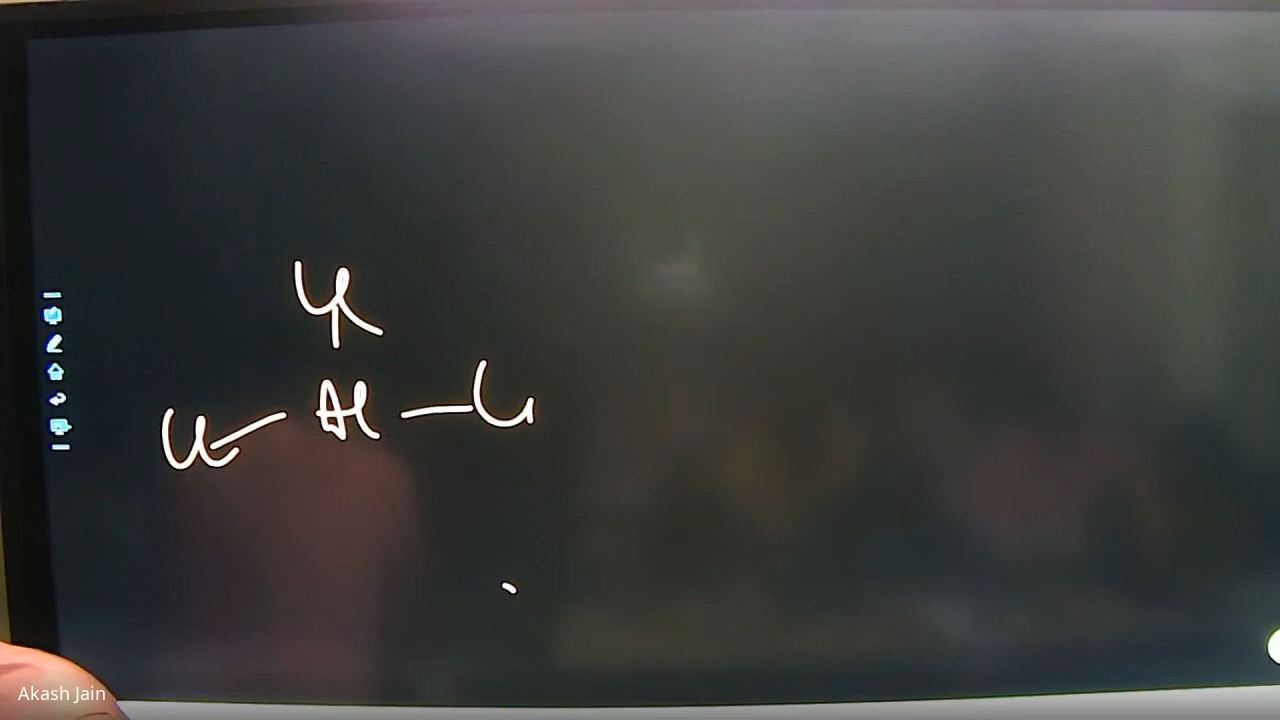 Cl
Cl — Al — Cl
Akash Jain